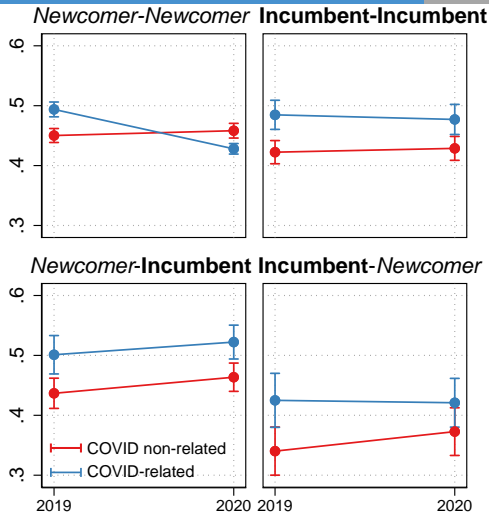 Newcomer-Newcomer Incumbent-Incumbent
.6
.5
.4
.3
Newcomer-Incumbent Incumbent-Newcomer
.6
.5
.4
.3
COVID non-related
COVID-related
2019 2020 2019 2020